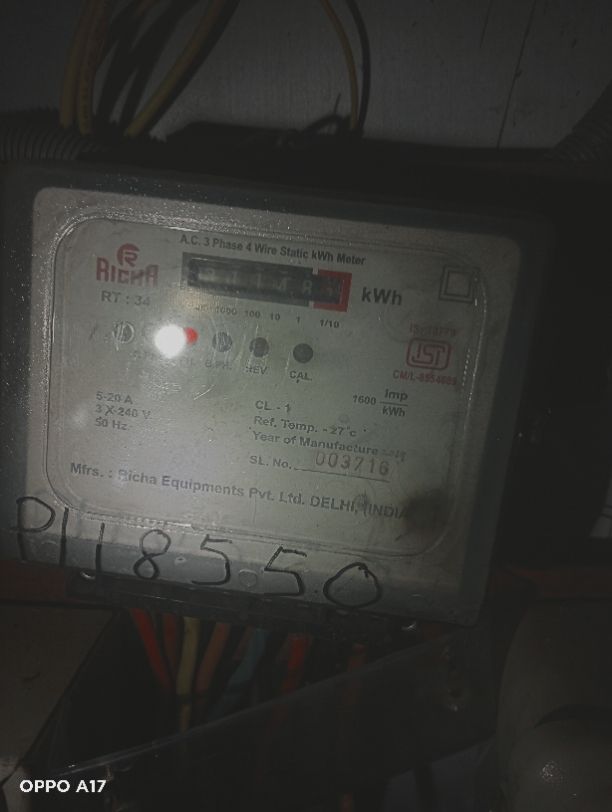 A.C. 3 Phase 4 Wire Static kWh Meter
RICHA
RT : 34
kWh
1000 100 10 1 1/10
REV
CAL.
CM/L-8554689
5-20 A
3 X 240 V
50 Hz
CL - 1
1600 Imp
kWh
Ref. Temp. - 27°c
Year of Manufacture
SL. No. 003716
Mfrs. : Richa Equipments Pvt. Ltd. DELHI, (INDIA
P118550
OPPO A17